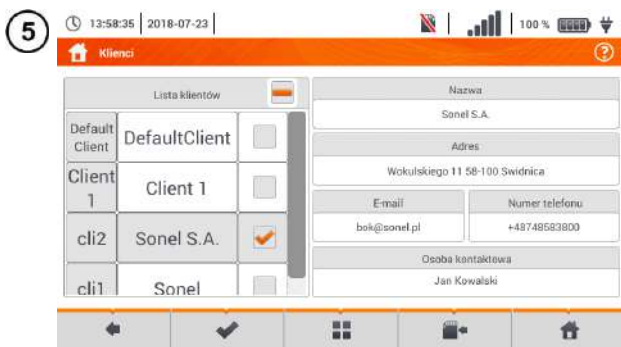 5
13:58:35 2018-07-23 100 %
Klienci ?
Lista klientów
Default Client DefaultClient
Client 1 Client 1
cli2 Sonel S.A.
cli1 Sonel
Nazwa
Sonel S.A.
Adres
Wokulskiego 11 58-100 Swidnica
E-mail Numer telefonu
bok@sonel.pl +48748583800
Osoba kontaktowa
Jan Kowalski